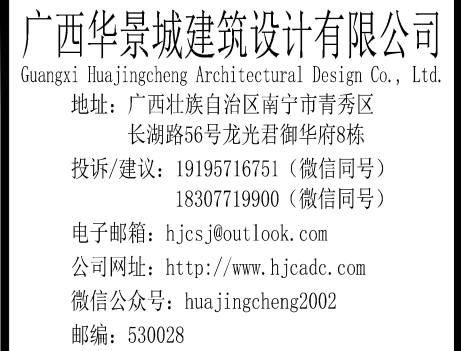 广西华景城建筑设计有限公司
Guangxi Huajingcheng Architectural Design Co., Ltd.
地址：广西壮族自治区南宁市青秀区
长湖路56号龙光君御华府8栋
投诉/建议：19195716751（微信同号）
18307719900（微信同号）
电子邮箱：hjcsj@outlook.com
公司网址：http://www.hjcadc.com
微信公众号：huajingcheng2002
邮编：530028